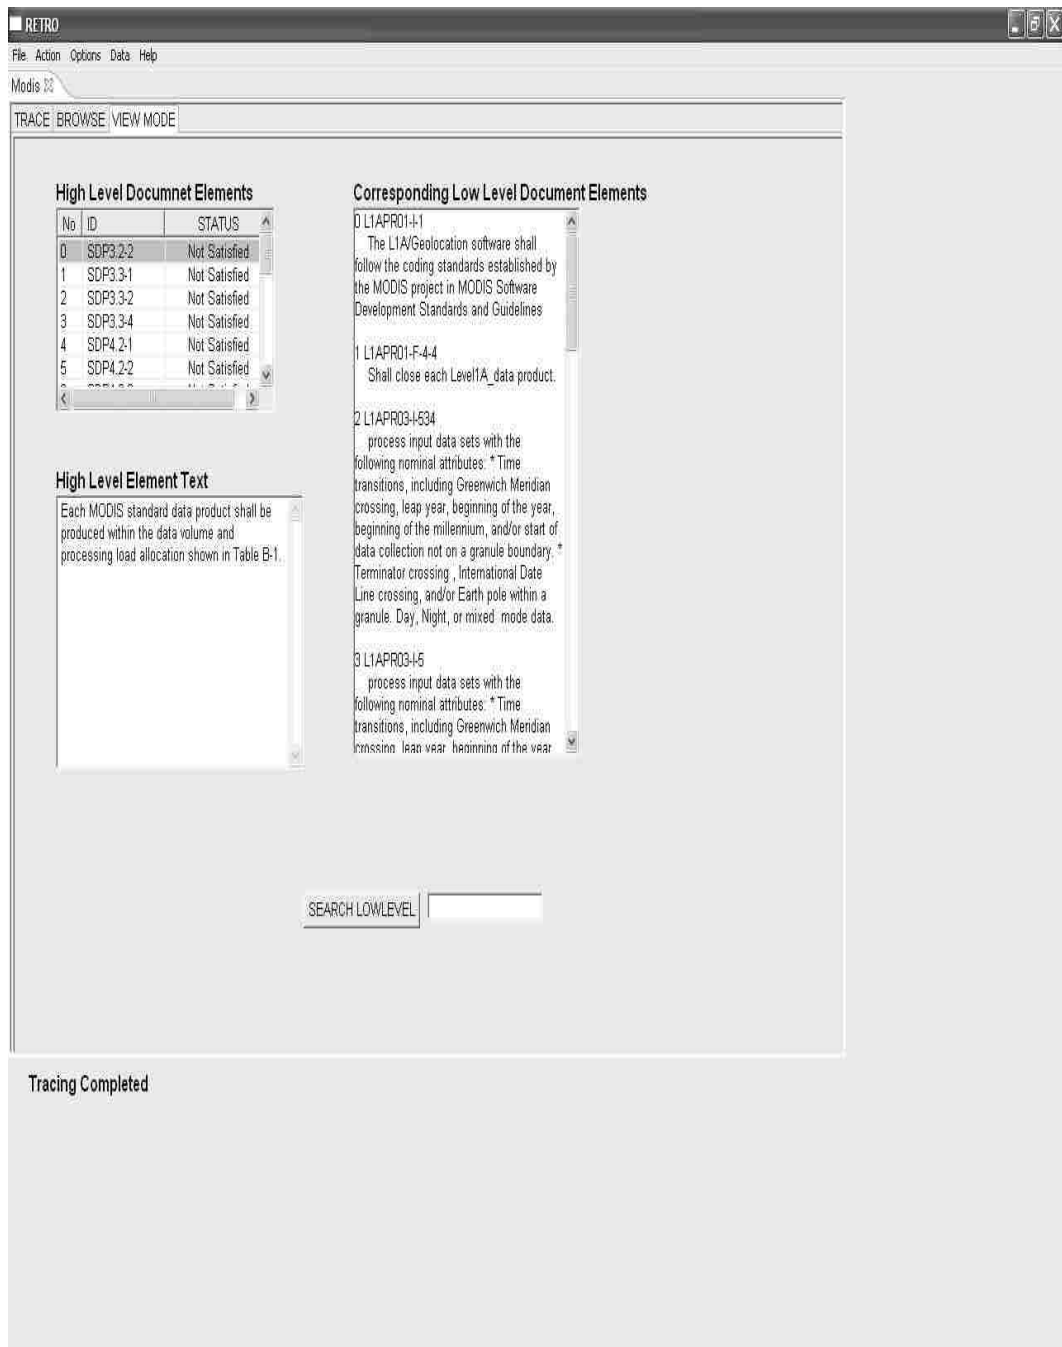 RETRO
File Action Options Data Help
Modis
TRACE BROWSE VIEW MODE
High Level Documnet Elements
No ID STATUS
0 SDP3.2-2 Not Satisfied
1 SDP3.3-1 Not Satisfied
2 SDP3.3-2 Not Satisfied
3 SDP3.3-4 Not Satisfied
4 SDP4.2-1 Not Satisfied
5 SDP4.2-2 Not Satisfied
High Level Element Text
Each MODIS standard data product shall be
produced within the data volume and
processing load allocation shown in Table B-1.
Corresponding Low Level Document Elements
0 L1APR01-I-1
The L1A/Geolocation software shall
follow the coding standards established by
the MODIS project in MODIS Software
Development Standards and Guidelines
1 L1APR01-F-4-4
Shall close each Level1A_data product.
2 L1APR03-I-534
process input data sets with the
following nominal attributes: * Time
transitions, including Greenwich Meridian
crossing, leap year, beginning of the year,
beginning of the millennium, and/or start of
data collection not on a granule boundary. *
Terminator crossing , International Date
Line crossing, and/or Earth pole within a
granule. Day, Night, or mixed mode data.
3 L1APR03-I-5
process input data sets with the
following nominal attributes: * Time
transitions, including Greenwich Meridian
crossing, leap year, beginning of the year
SEARCH LOWLEVEL
Tracing Completed